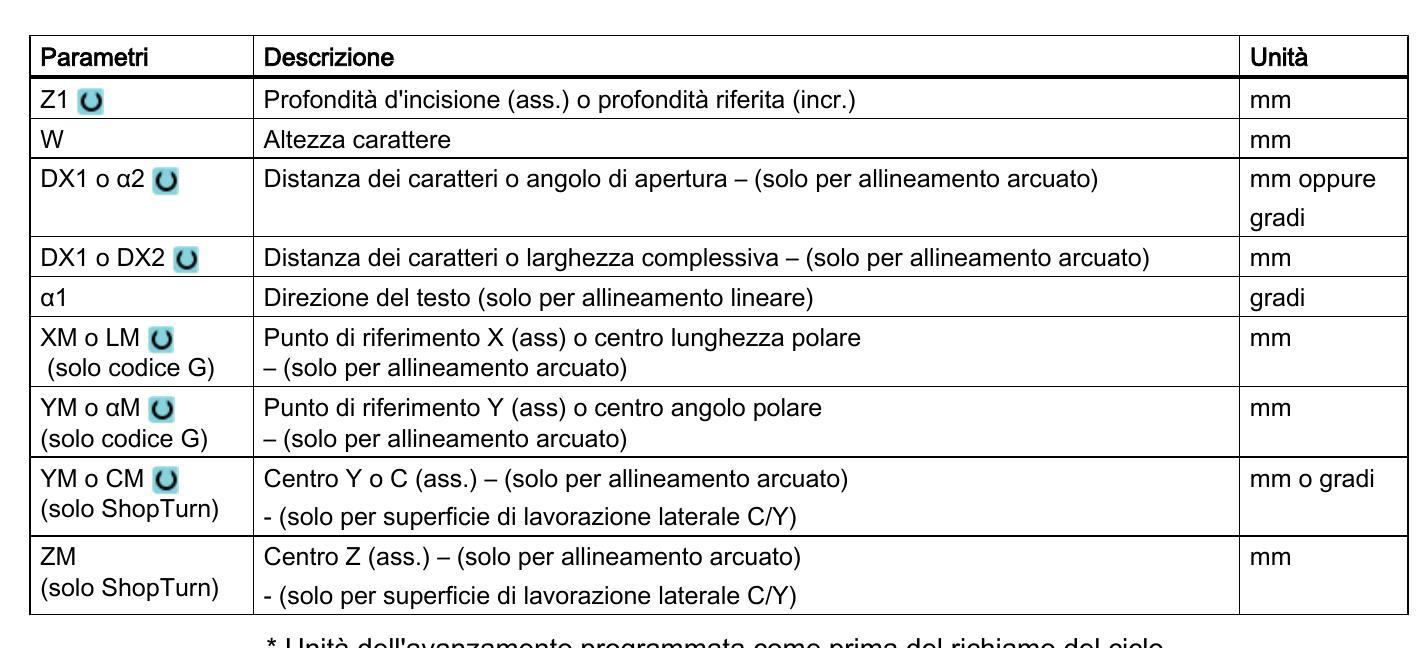 Parametri Descrizione Unità
Z1 Profondità d'incisione (ass.) o profondità riferita (incr.) mm
W Altezza carattere mm
DX1 o α2 Distanza dei caratteri o angolo di apertura – (solo per allineamento arcuato) mm oppure
gradi
DX1 o DX2 Distanza dei caratteri o larghezza complessiva – (solo per allineamento arcuato) mm
α1 Direzione del testo (solo per allineamento lineare) gradi
XM o LM Punto di riferimento X (ass) o centro lunghezza polare mm
(solo codice G) – (solo per allineamento arcuato)
YM o αM Punto di riferimento Y (ass) o centro angolo polare mm
(solo codice G) – (solo per allineamento arcuato)
YM o CM Centro Y o C (ass.) – (solo per allineamento arcuato) mm o gradi
(solo ShopTurn) - (solo per superficie di lavorazione laterale C/Y)
ZM Centro Z (ass.) – (solo per allineamento arcuato) mm
(solo ShopTurn) - (solo per superficie di lavorazione laterale C/Y)
* Unità dell'avanzamento programmata come prima del richiamo del ciclo